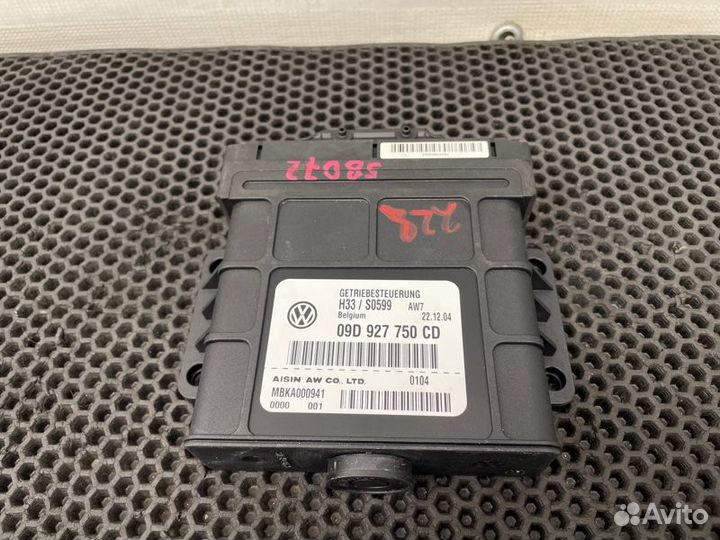 58072
228
GETRIEBESTEUERUNG
H33 / S0599 AW7
Belgium 22.12.04
09D 927 750 CD
AISIN AW CO., LTD. 0104
MBKA000941
0000 001
Avito